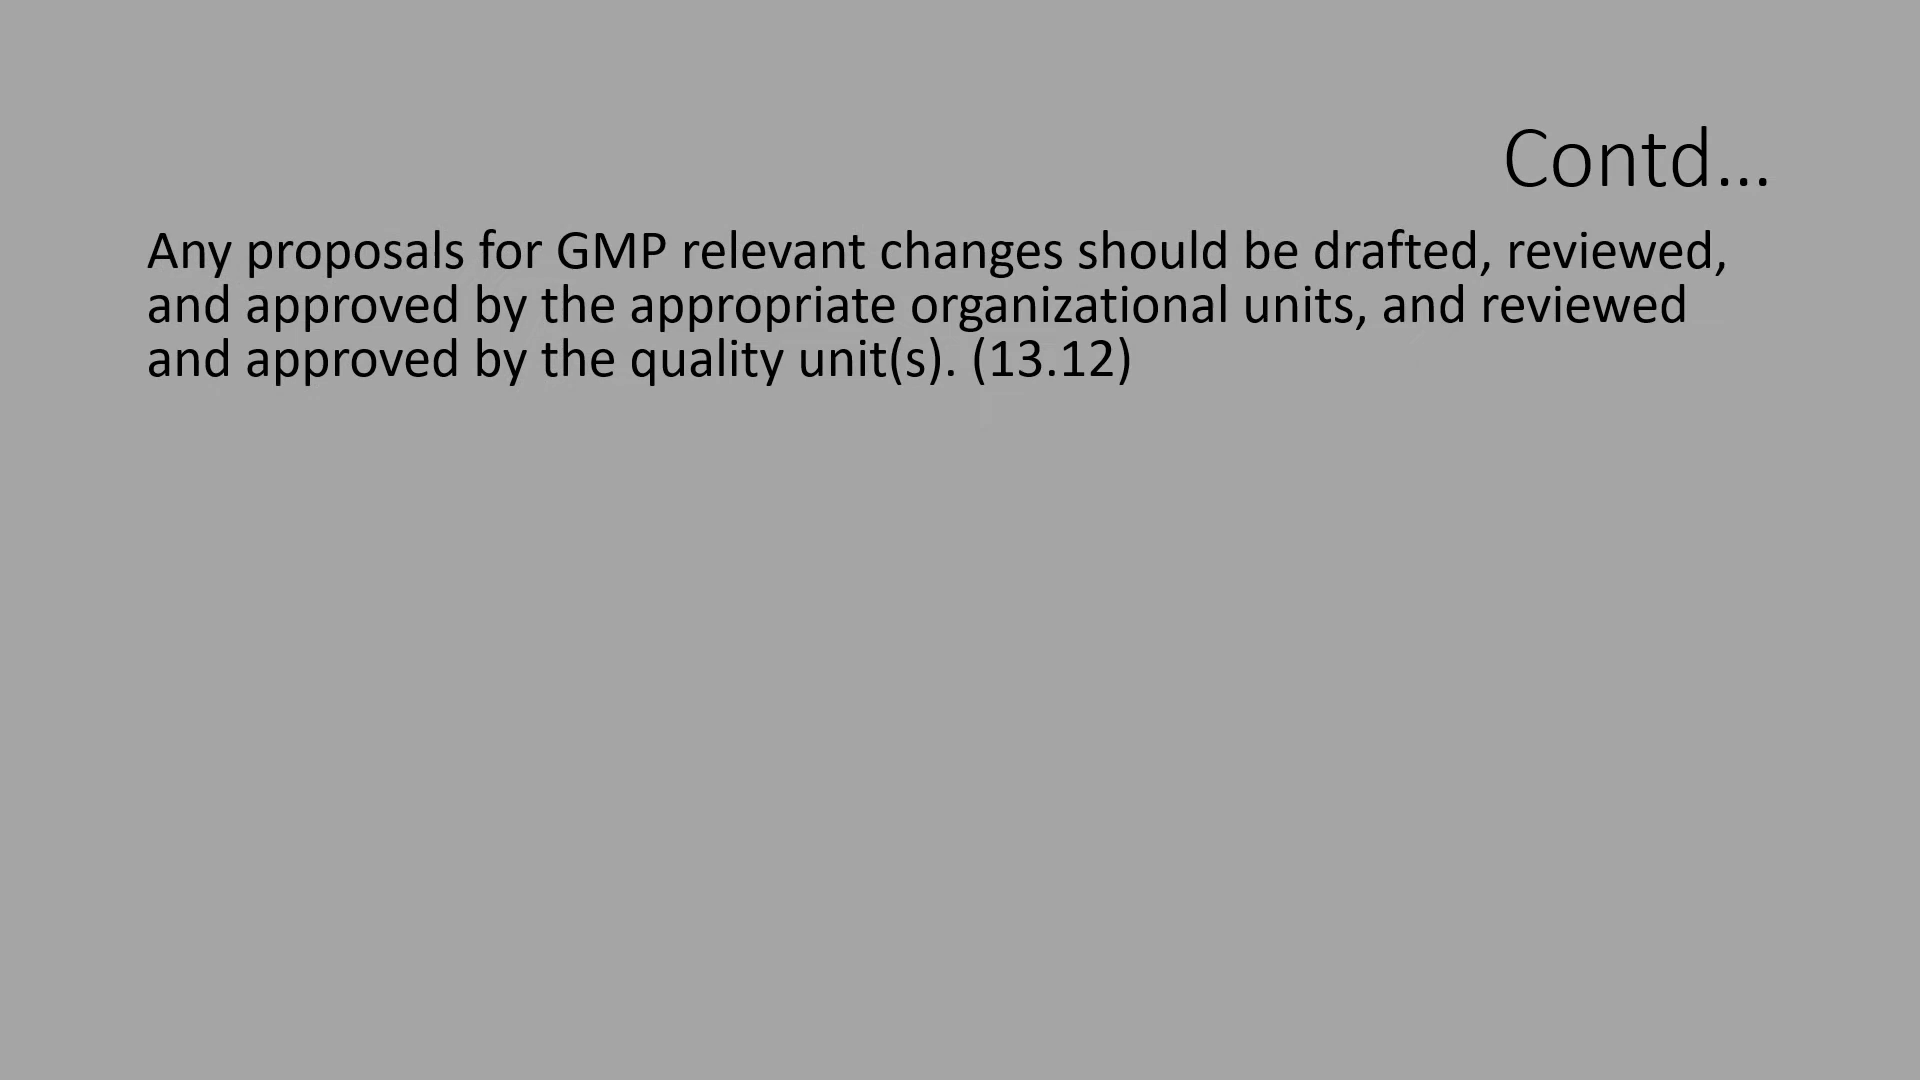 Contd...
Any proposals for GMP relevant changes should be drafted, reviewed,
and approved by the appropriate organizational units, and reviewed
and approved by the quality unit(s). (13.12)